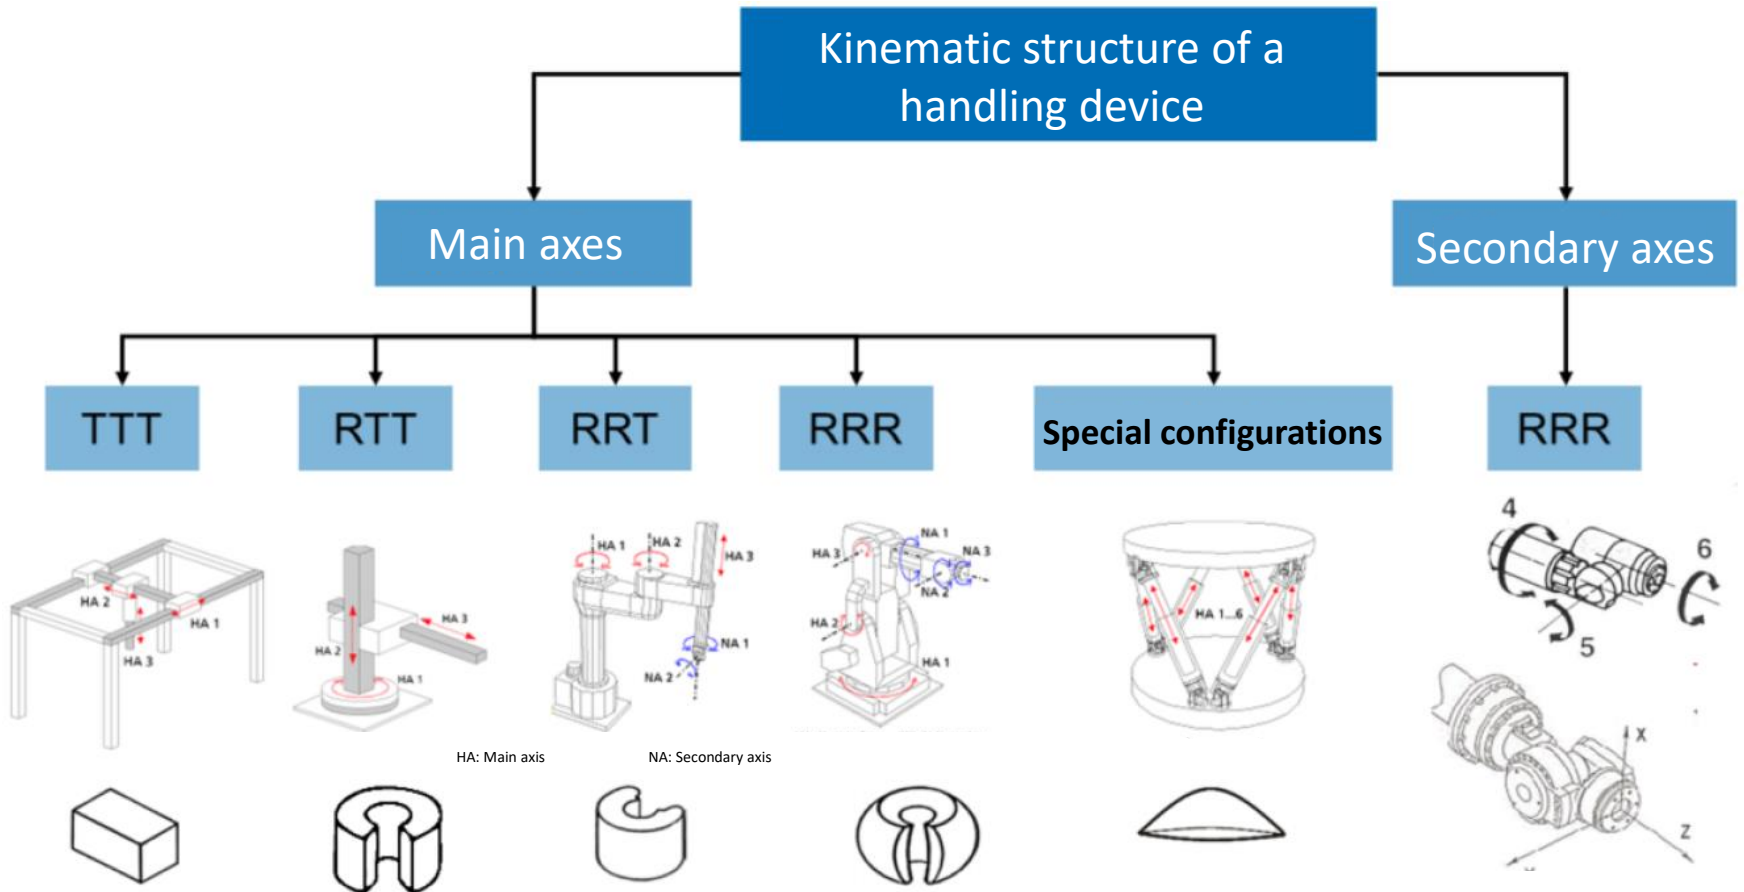 Kinematic structure of a
handling device
Main axes
Secondary axes
TTT
RTT
RRT
RRR
Special configurations
RRR
HA 2
HA 1
HA 3
HA 3
HA 2
HA 1
HA 1
HA 2
HA 3
NA 1
NA 2
HA 3
NA 1
NA 3
NA 2
HA 2
HA 1
HA 1...6
4
6
5
X
Z
HA: Main axis
NA: Secondary axis